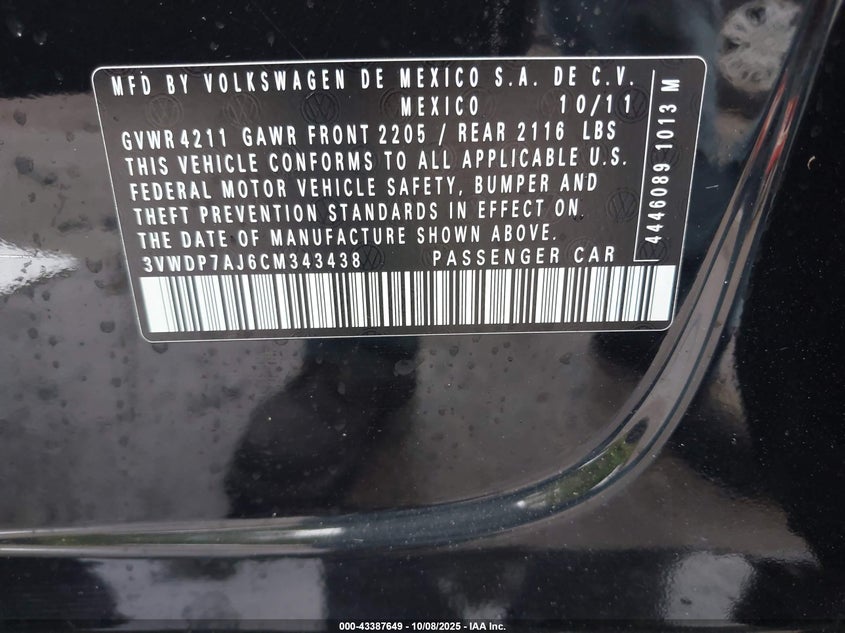 MFD BY VOLKSWAGEN DE MEXICO S.A. DE C.V.
MEXICO 10/11
GVWR 4211 GAWR FRONT 2205 / REAR 2116 LBS
THIS VEHICLE CONFORMS TO ALL APPLICABLE U.S.
FEDERAL MOTOR VEHICLE SAFETY, BUMPER AND
THEFT PREVENTION STANDARDS IN EFFECT ON
THE DATE OF MANUFACTURE SHOWN ABOVE.
3VWDP7AJ6CM343438 PASSENGER CAR
4446089 1013 M
000-43387649 - 10/08/2025 - IAA Inc.